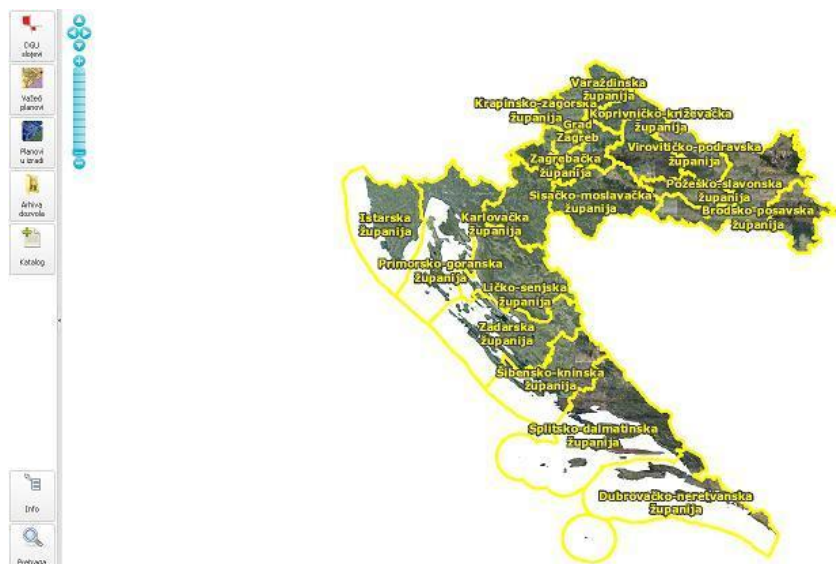 DGU
slojevi
Važeći
planovi
Planovi
u izradi
Arhiva
dozvola
Katalog
Info
Pretraga
Varaždinska
županija
Krapinsko-zagorska
županija
Koprivničko-križevačka
županija
Grad
Zagreb
Virovitičko-podravska
županija
Zagrebačka
županija
Požeško-slavonska
županija
Sisačko-moslavačka
županija
Brodsko-posavska
županija
Istarska
županija
Karlovačka
županija
Primorsko-goranska
županija
Ličko-senjska
županija
Zadarska
županija
Šibensko-kninska
županija
Splitsko-dalmatinska
županija
Dubrovačko-neretvanska
županija